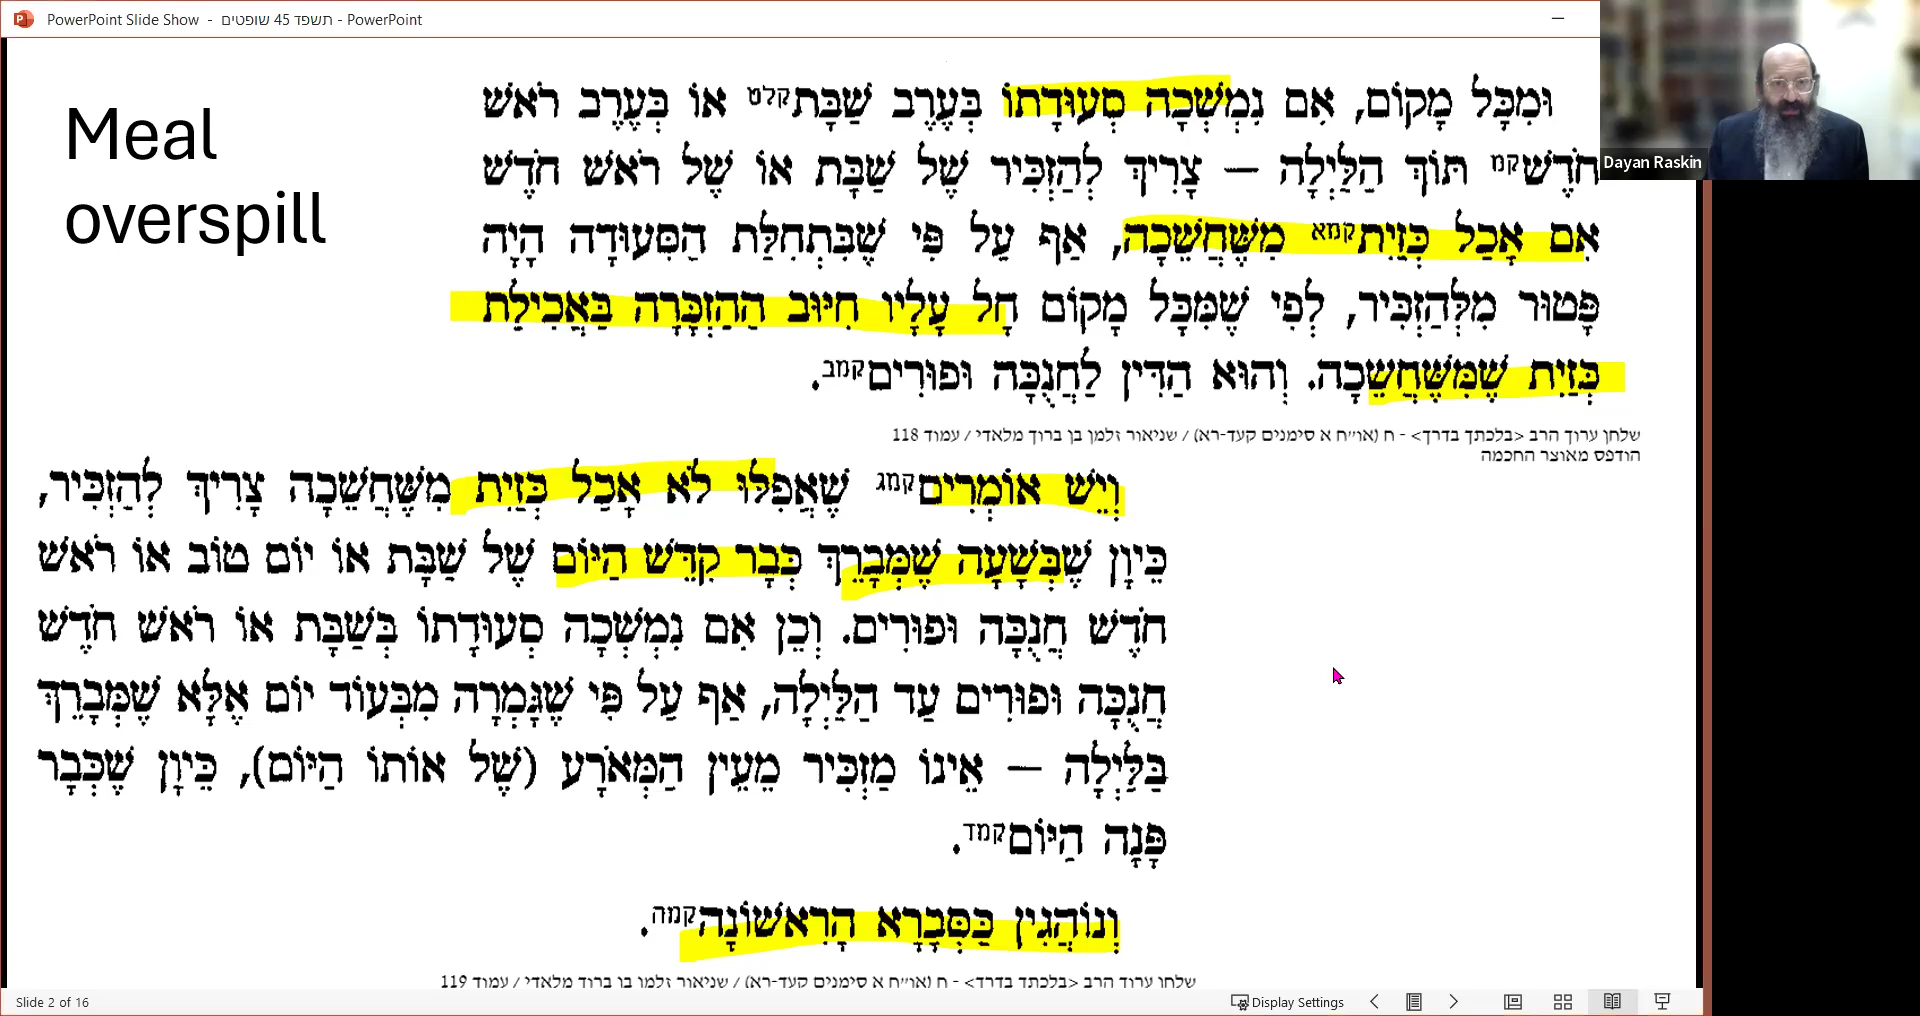 PowerPoint Slide Show - תשפד 45 שופטים - PowerPoint
Dayan Raskin
Meal
overspill
וּמִכָּל מָקוֹם, אִם נִמְשְׁכָה סְעוּדָתוֹ בְּעֶרֶב שַׁבָּת קלט אוֹ בְּעֶרֶב רֹאשׁ
חֹדֶשׁ קמ תּוֹךְ הַלַּיְלָה – צָרִיךְ לְהַזְכִּיר שֶׁל שַׁבָּת אוֹ שֶׁל רֹאשׁ חֹדֶשׁ
אִם אָכַל כְּזַיִת קמא מִשֶּׁחֲשֵׁכָה, אַף עַל פִּי שֶׁבִּתְחִלַּת הַסְּעוּדָה הָיָה
פָּטוּר מִלְּהַזְכִּיר, לְפִי שֶׁמִּכָּל מָקוֹם חָל עָלָיו חִיּוּב הַהַזְכָּרָה בַּאֲכִילַת
כְּזַיִת שֶׁמִּשֶּׁחֲשֵׁכָה. וְהוּא הַדִּין לַחֲנֻכָּה וּפוּרִים קמב.
שלחן ערוך הרב <בלכתך בדרך> - ח (או״ח א סימנים קעד-רא) / שניאור זלמן בן ברוך מלאדי / עמוד 118
הודפס מאוצר החכמה
וְיֵשׁ אוֹמְרִים קמג שֶׁאֲפִלּוּ לֹא אָכַל כְּזַיִת מִשֶּׁחֲשֵׁכָה צָרִיךְ לְהַזְכִּיר,
כֵּיוָן שֶׁבְּשָׁעָה שֶׁמְּבָרֵךְ כְּבָר קִדֵּשׁ הַיּוֹם שֶׁל שַׁבָּת אוֹ יוֹם טוֹב אוֹ רֹאשׁ
חֹדֶשׁ חֲנֻכָּה וּפוּרִים. וְכֵן אִם נִמְשְׁכָה סְעוּדָתוֹ בְּשַׁבָּת אוֹ רֹאשׁ חֹדֶשׁ
חֲנֻכָּה וּפוּרִים עַד הַלַּיְלָה, אַף עַל פִּי שֶׁגָּמְרָה מִבְּעוֹד יוֹם אֶלָּא שֶׁמְּבָרֵךְ
בַּלַּיְלָה – אֵינוֹ מַזְכִּיר מֵעֵין הַמְּאֹרָע (שֶׁל אוֹתוֹ הַיּוֹם), כֵּיוָן שֶׁכְּבָר
פָּנָה הַיּוֹם קמד.
וְנוֹהֲגִין כַּסְּבָרָא הָרִאשׁוֹנָה קמה.
שלחן ערוך הרב <בלכתך בדרך> - ח (או״ח א סימנים קעד-רא) / שניאור זלמן בן ברוך מלאדי / עמוד 119
Slide 2 of 16
Display Settings